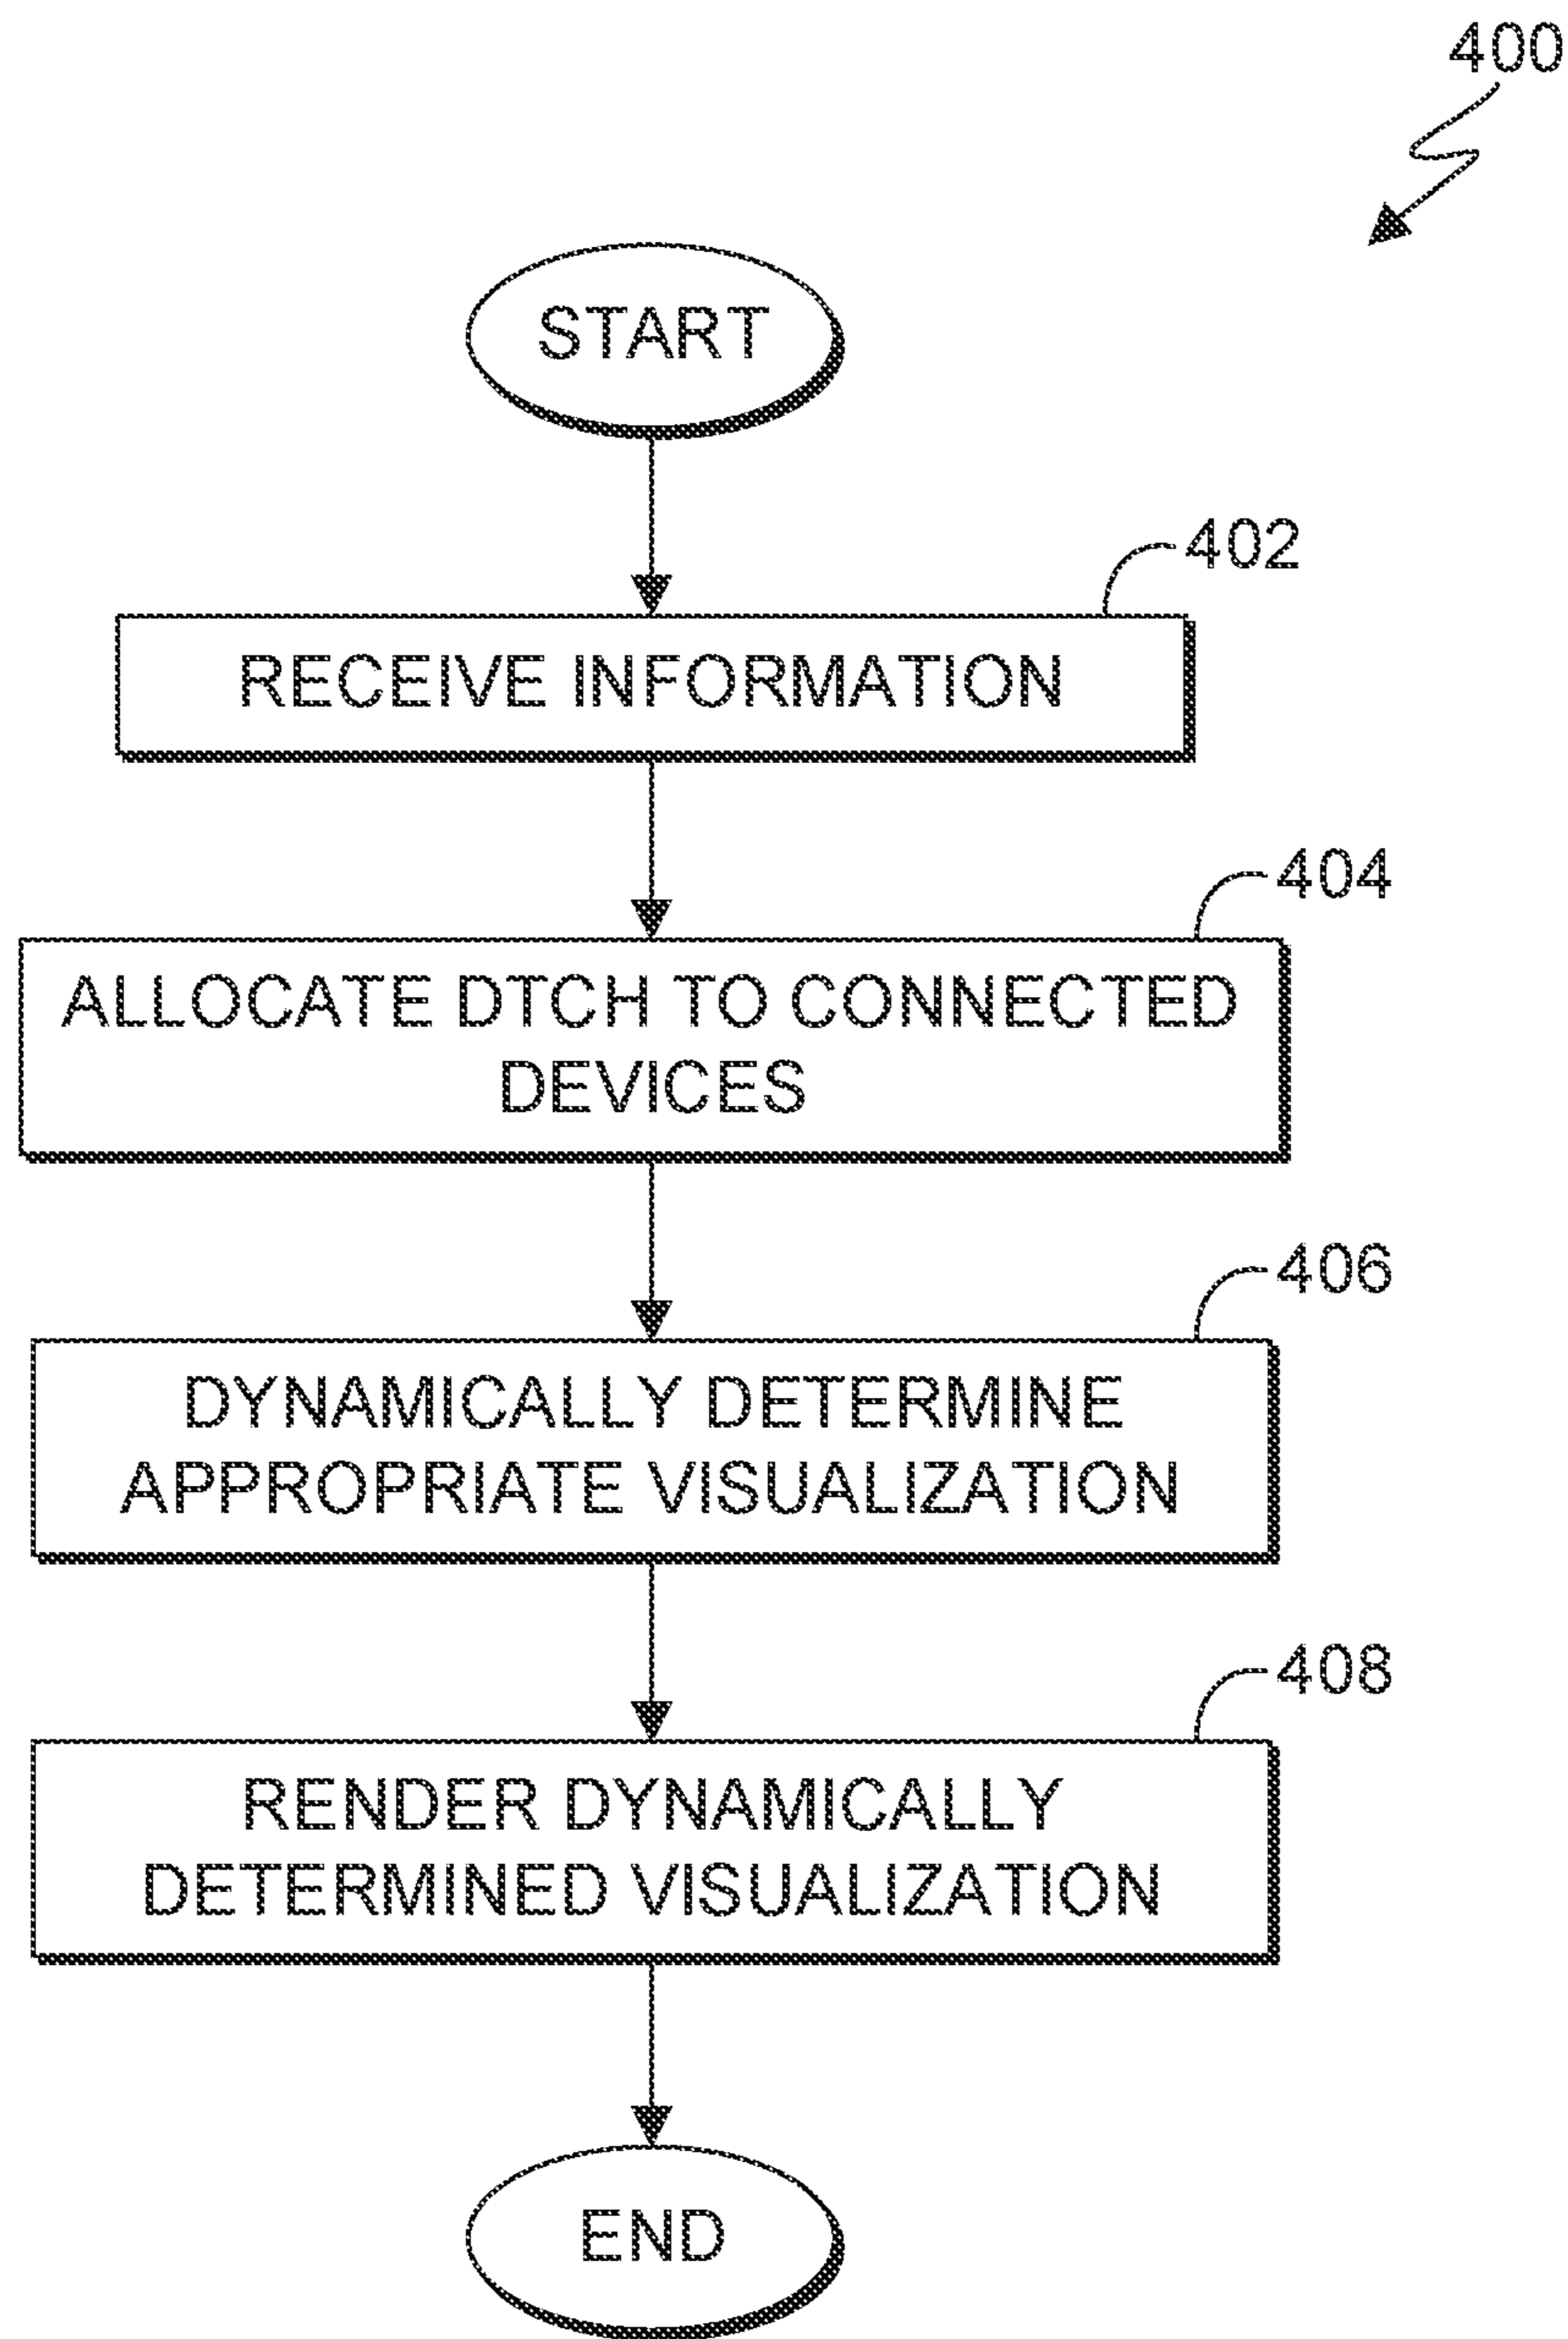 400
START
402
RECEIVE INFORMATION
404
ALLOCATE DTCH TO CONNECTED
DEVICES
406
DYNAMICALLY DETERMINE
APPROPRIATE VISUALIZATION
408
RENDER DYNAMICALLY
DETERMINED VISUALIZATION
END